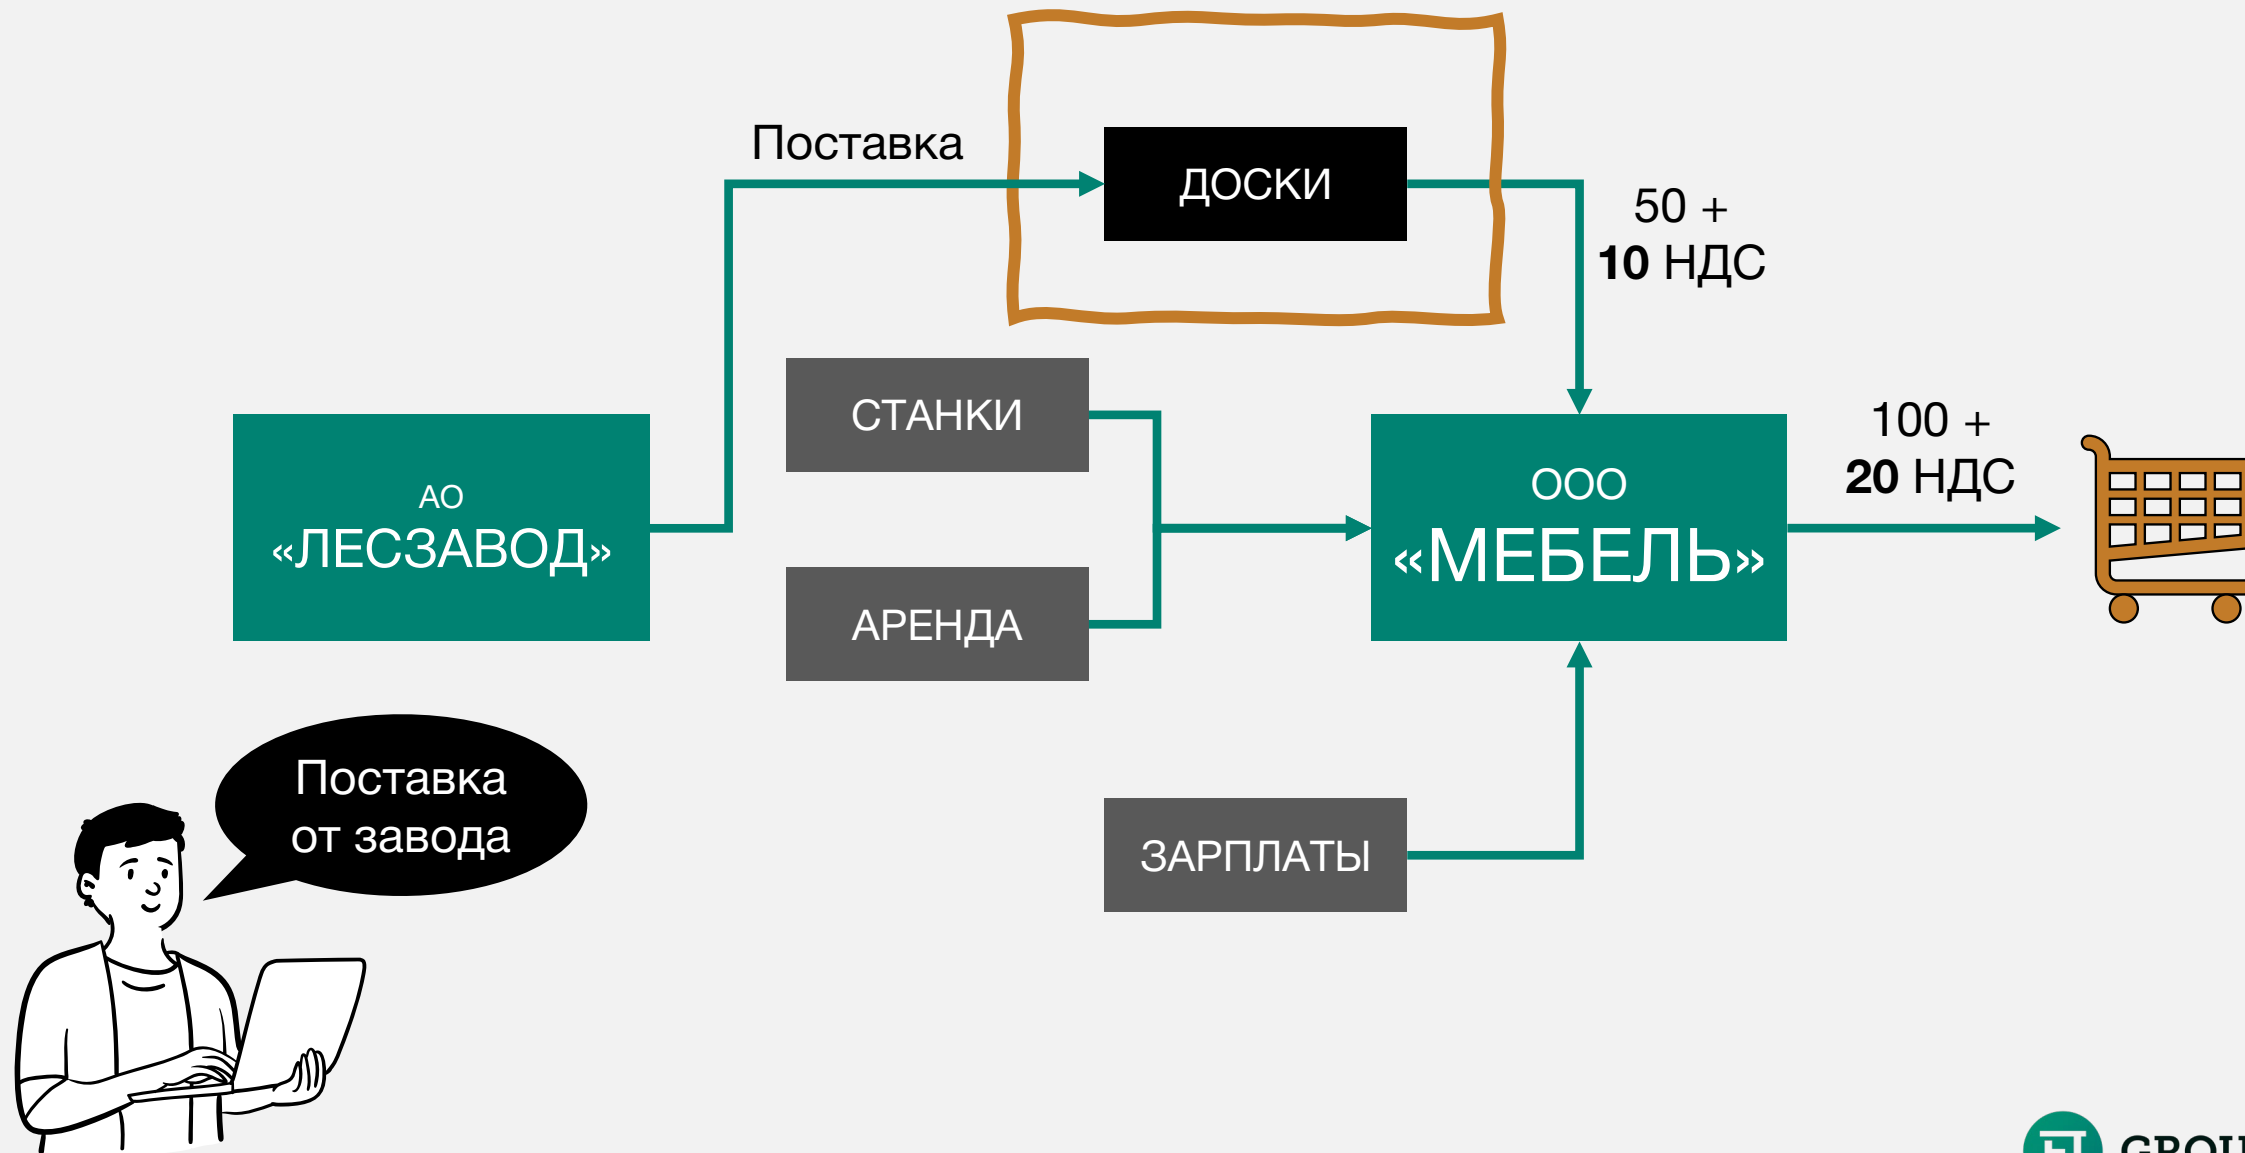 Поставка
ДОСКИ
50 +
10 НДС
СТАНКИ
100 +
20 НДС
АО
«ЛЕСЗАВОД»
ООО
«МЕБЕЛЬ»
АРЕНДА
Поставка
от завода
ЗАРПЛАТЫ